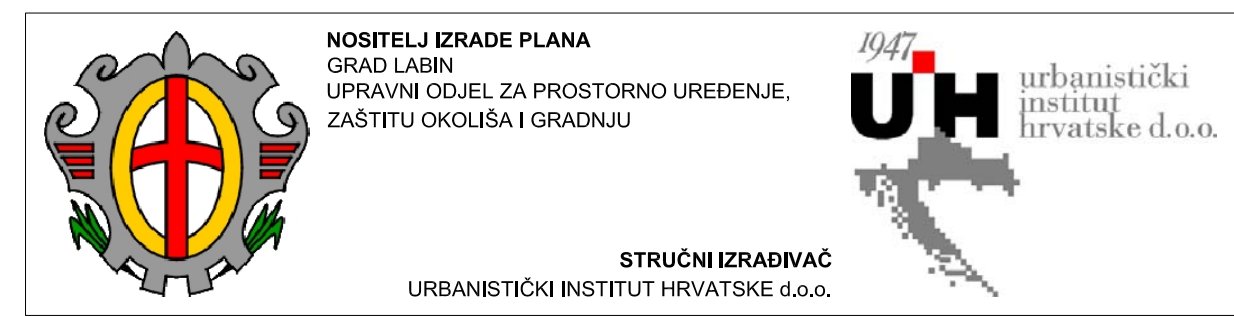 NOSITELJ IZRADE PLANA
GRAD LABIN
UPRAVNI ODJEL ZA PROSTORNO UREĐENJE,
ZAŠTITU OKOLIŠA I GRADNJU
1947
UIH
urbanistički
institut
hrvatske d.o.o.
STRUČNI IZRAĐIVAČ
URBANISTIČKI INSTITUT HRVATSKE d.o.o.